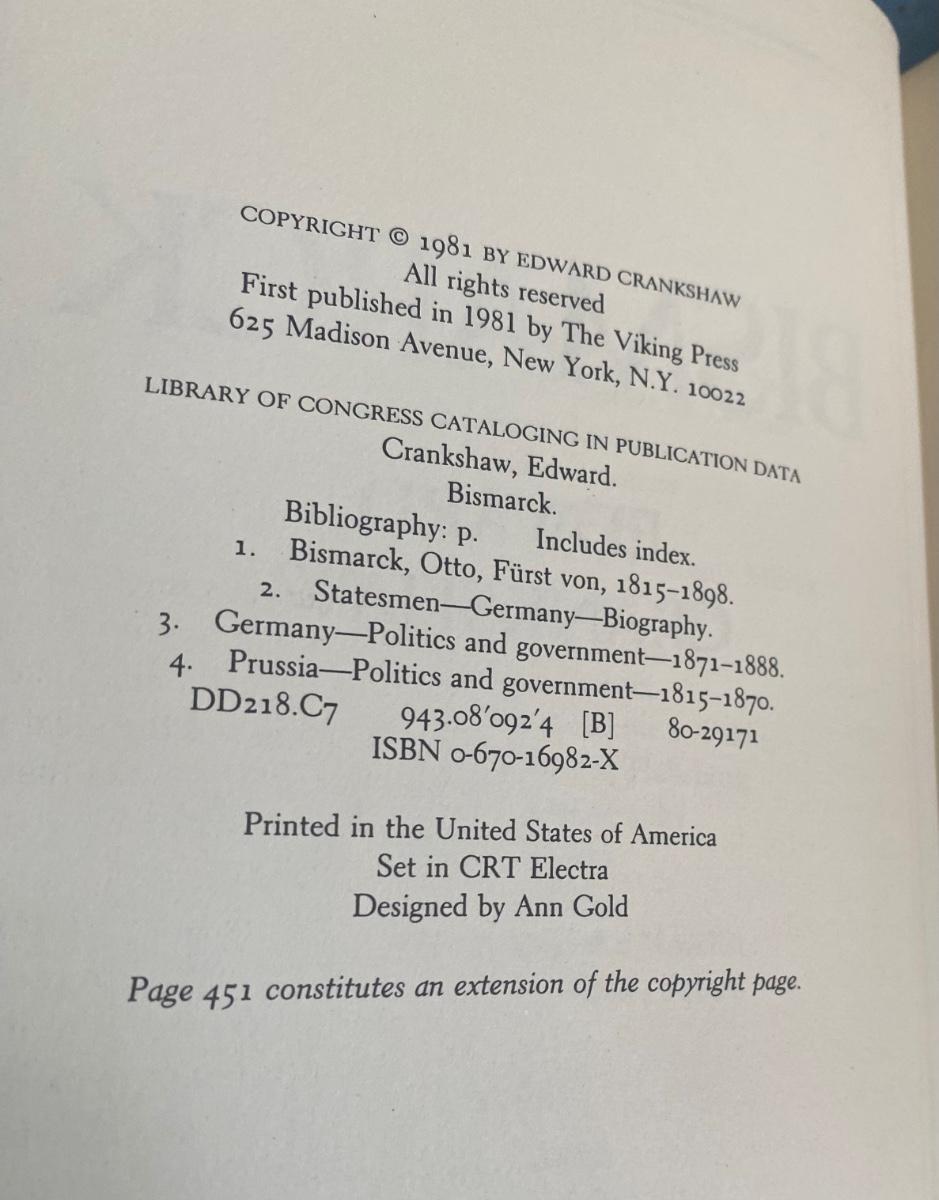 COPYRIGHT © 1981 BY EDWARD CRANKSHAW
All rights reserved
First published in 1981 by The Viking Press
625 Madison Avenue, New York, N.Y. 10022
LIBRARY OF CONGRESS CATALOGING IN PUBLICATION DATA
Crankshaw, Edward.
Bismarck.
Bibliography: p. Includes index.
1. Bismarck, Otto, Fürst von, 1815–1898.
2. Statesmen—Germany—Biography.
3. Germany—Politics and government—1871–1888.
4. Prussia—Politics and government—1815–1870.
DD218.C7 943.08′092′4 [B] 80-29171
ISBN 0-670-16982-X
Printed in the United States of America
Set in CRT Electra
Designed by Ann Gold
Page 451 constitutes an extension of the copyright page.